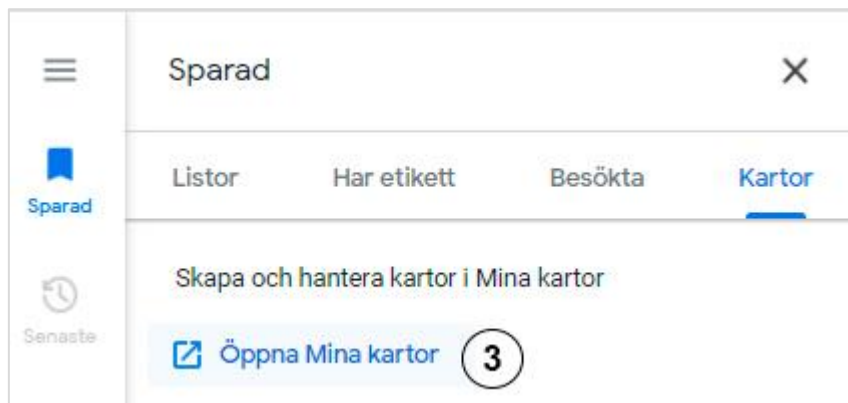 Sparad
Sparad
Listor Har etikett Besökta Kartor
Skapa och hantera kartor i Mina kartor
Senaste
Öppna Mina kartor 3